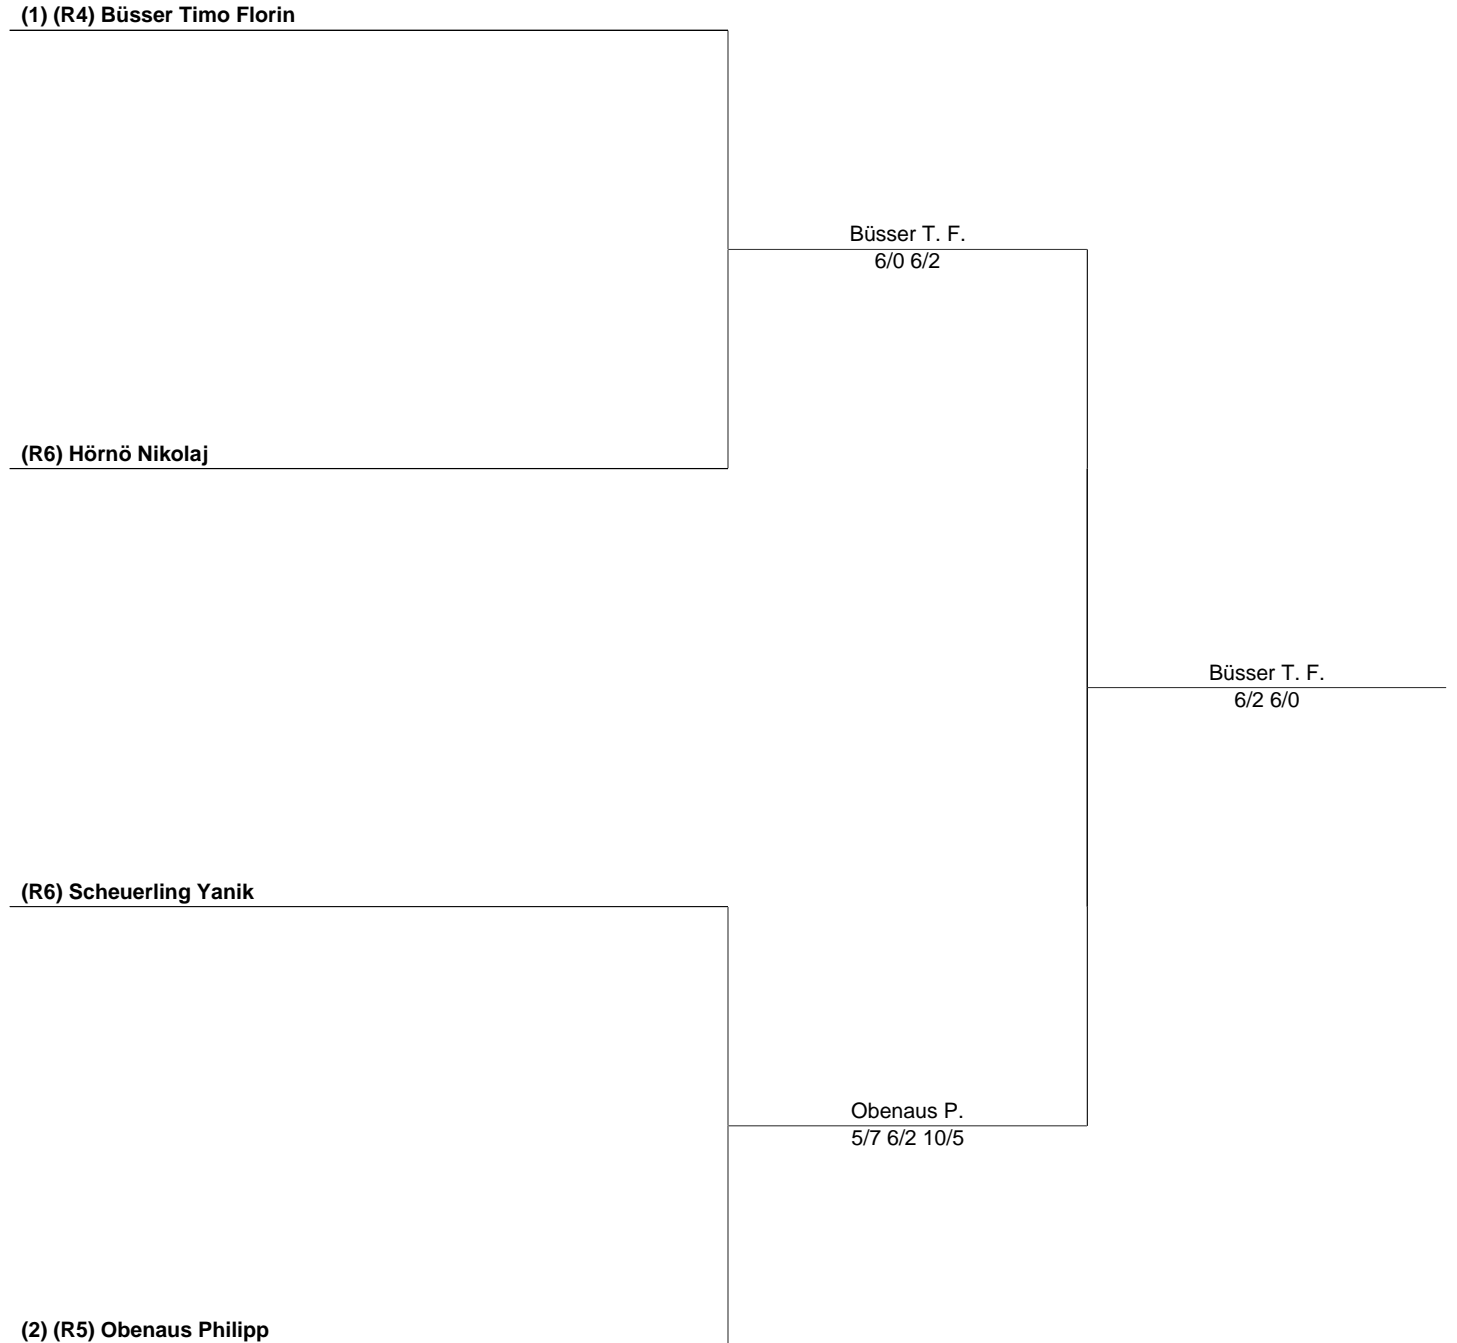 (1) (R4) Büsser Timo Florin
Büsser T. F.
6/0 6/2
(R6) Hörnö Nikolaj
Büsser T. F.
6/2 6/0
(R6) Scheuerling Yanik
Obenaus P.
5/7 6/2 10/5
(2) (R5) Obenaus Philipp